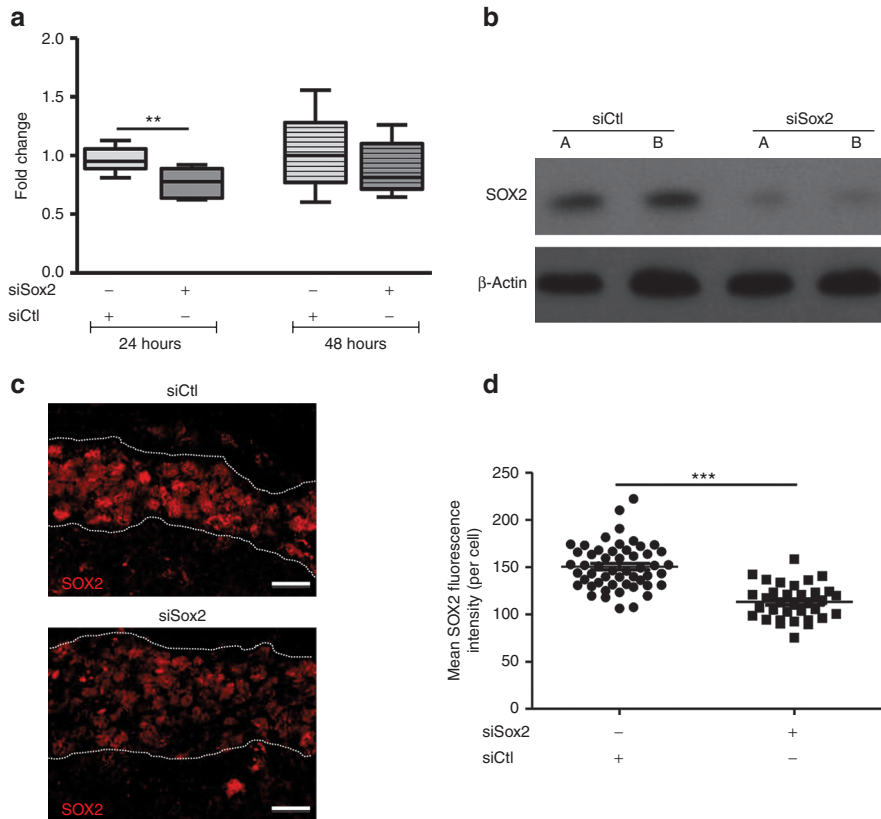 a
2.0
1.5
1.0
0.5
0.0
Fold change
**
siSox2 − + − +
siCtl + − + −
24 hours 48 hours
b
siCtl siSox2
A B A B
SOX2
β-Actin
c
siCtl
SOX2
siSox2
SOX2
d
250
200
150
100
50
0
Mean SOX2 fluorescence
intensity (per cell)
***
siSox2 − +
siCtl + −